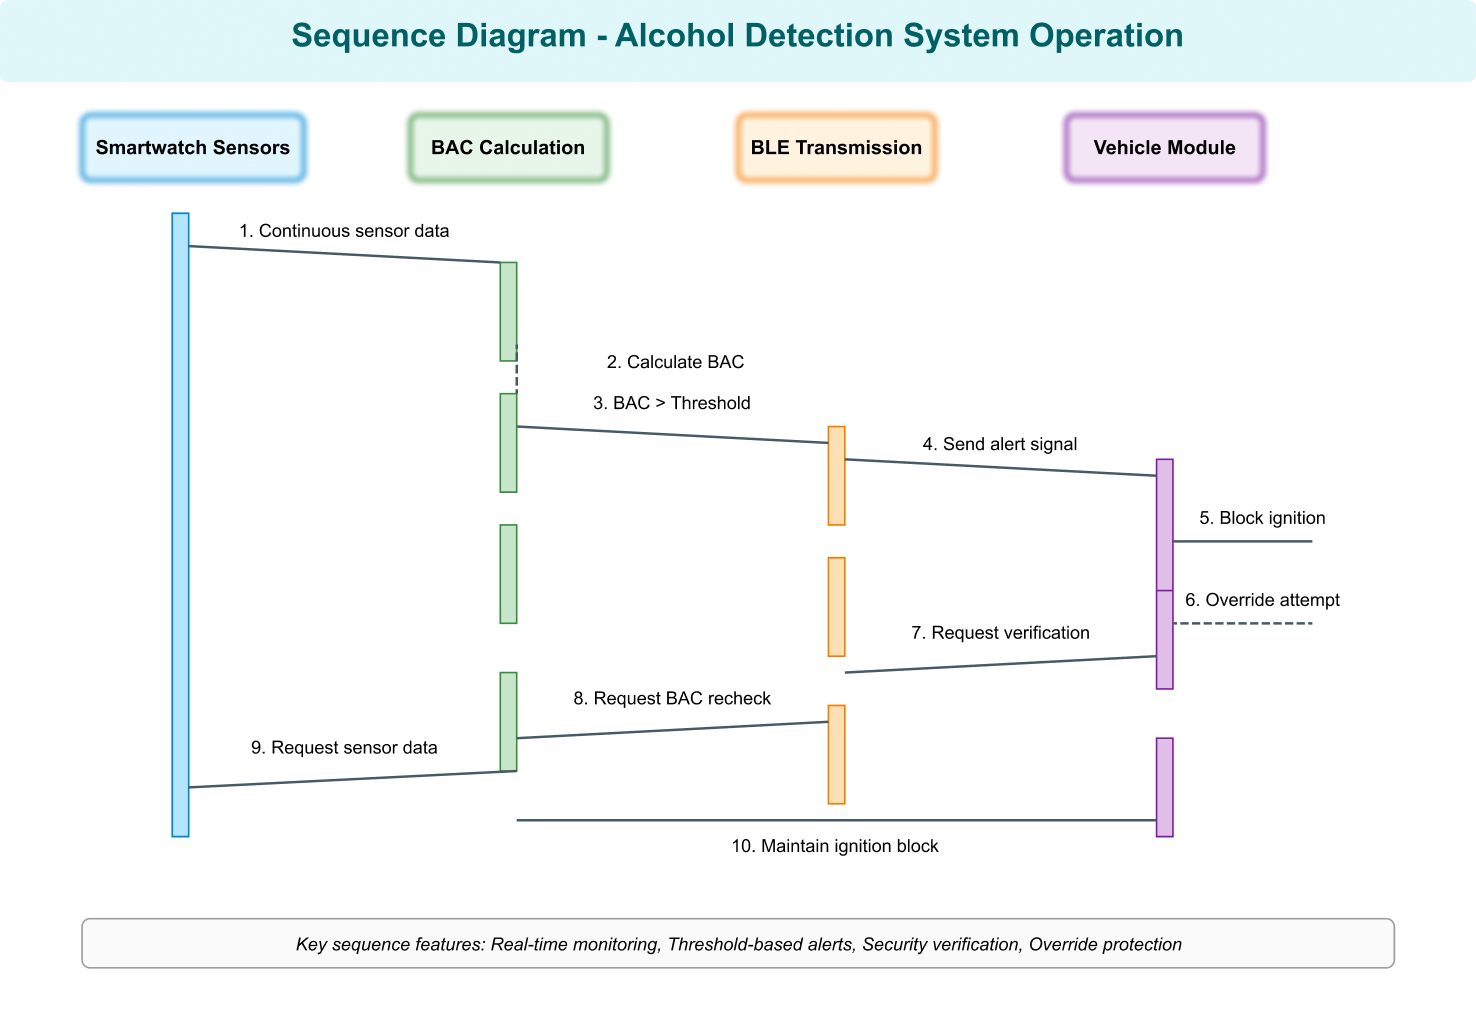 Sequence Diagram - Alcohol Detection System Operation
Smartwatch Sensors
BAC Calculation
BLE Transmission
Vehicle Module
1. Continuous sensor data
2. Calculate BAC
3. BAC > Threshold
4. Send alert signal
5. Block ignition
6. Override attempt
7. Request verification
8. Request BAC recheck
9. Request sensor data
10. Maintain ignition block
Key sequence features: Real-time monitoring, Threshold-based alerts, Security verification, Override protection